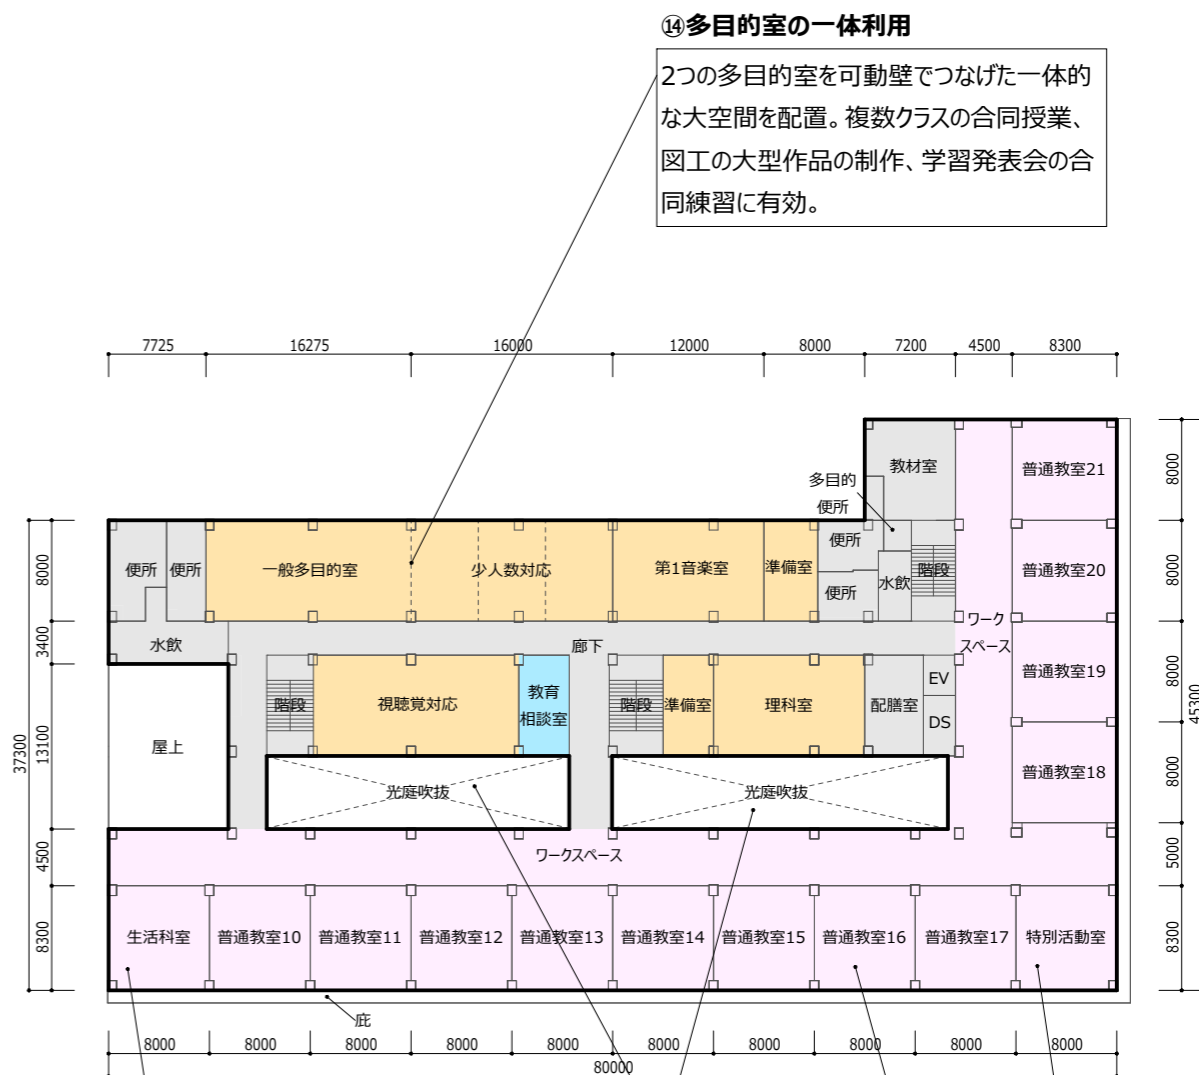 ⑭多目的室の一体利用
2つの多目的室を可動壁でつなげた一体的
な大空間を配置。複数クラスの合同授業、
図工の大型作品の制作、学習発表会の合
同練習に有効。
7725 16275 16000 12000 8000 7200 4500 8300
教材室
普通教室21
8000
多目的
便所
便所 便所
一般多目的室
少人数対応
第1音楽室
準備室
便所
便所
水飲
階段
普通教室20
8000
8000
水飲
3400
廊下
ワーク
スペース
普通教室19
8000
階段
視聴覚対応
教育
相談室
階段
準備室
理科室
配膳室
EV
DS
45300
屋上
37300
13100
光庭吹抜
光庭吹抜
普通教室18
8000
4500
ワークスペース
5000
8300
生活科室
普通教室10
普通教室11
普通教室12
普通教室13
普通教室14
普通教室15
普通教室16
普通教室17
特別活動室
8300
庇
8000 8000 8000 8000 8000 8000 8000 8000 8000 8000
80000